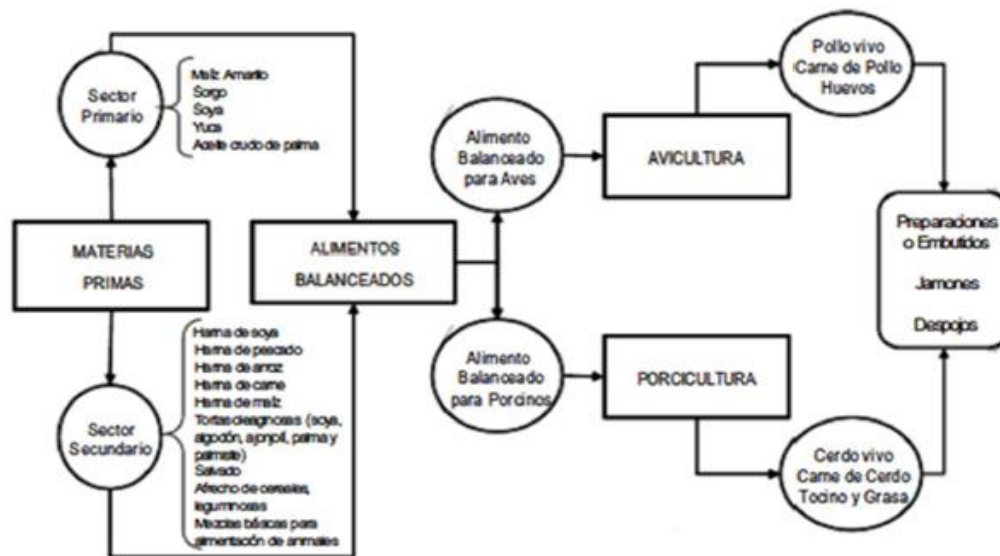 Sector
Primario
Maíz Amarillo
Sorgo
Soya
Yuca
Aceite crudo de palma
MATERIAS
PRIMAS
Sector
Secundario
Harina de soya
Harina de pescado
Harina de arroz
Harina de carne
Harina de maíz
Tortas oleaginosas (soya,
algodón, ajonjolí, palma y
palmiste)
Salvado
Afrecho de cereales,
leguminosas
Mezclas básicas para
alimentación de animales
ALIMENTOS
BALANCEADOS
Alimento
Balanceado
para Aves
AVICULTURA
Pollo vivo
Carne de Pollo
Huevos
Alimento
Balanceado
para Porcinos
PORCICULTURA
Cerdo vivo
Carne de Cerdo
Tocino y Grasa
Preparaciones
o Embutidos
Jamones
Despojos